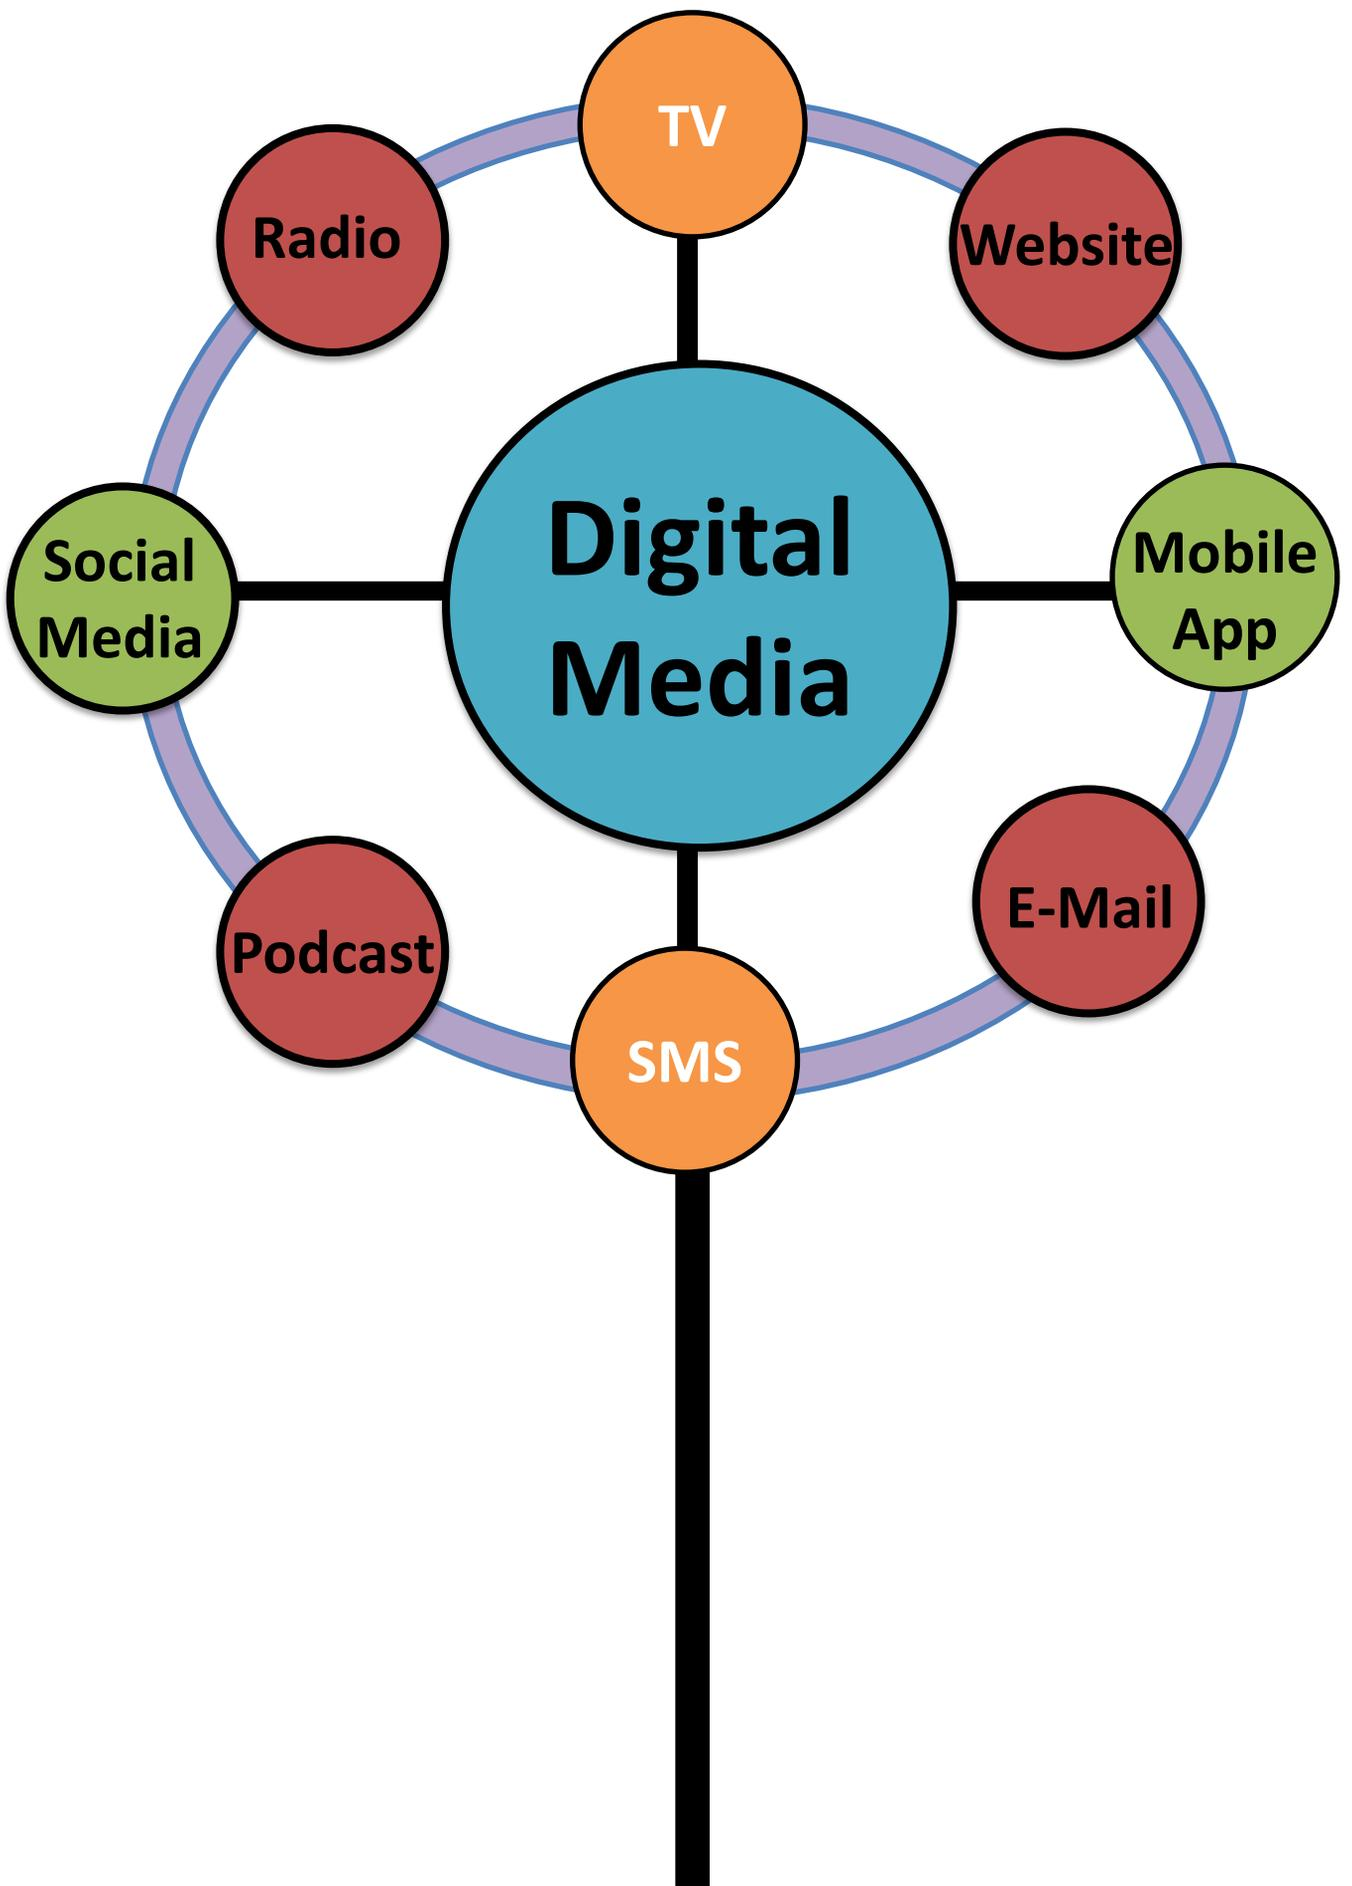 TV
Radio
Website
Digital
Media
Social
Media
Mobile
App
Podcast
E-Mail
SMS